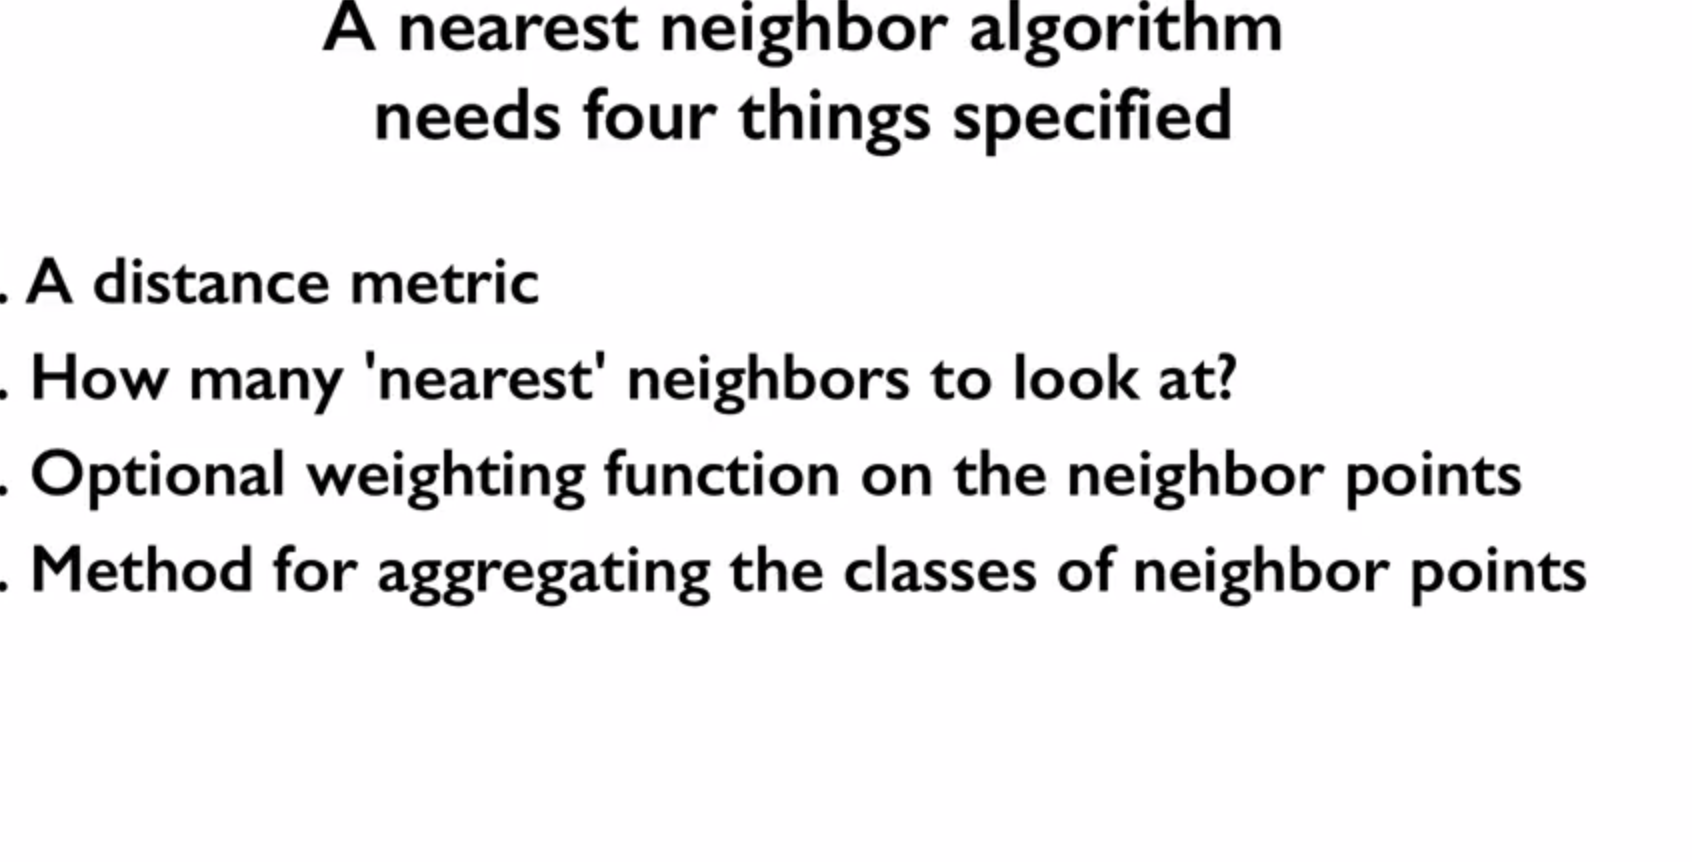 A nearest neighbor algorithm
needs four things specified
. A distance metric
. How many 'nearest' neighbors to look at?
. Optional weighting function on the neighbor points
. Method for aggregating the classes of neighbor points